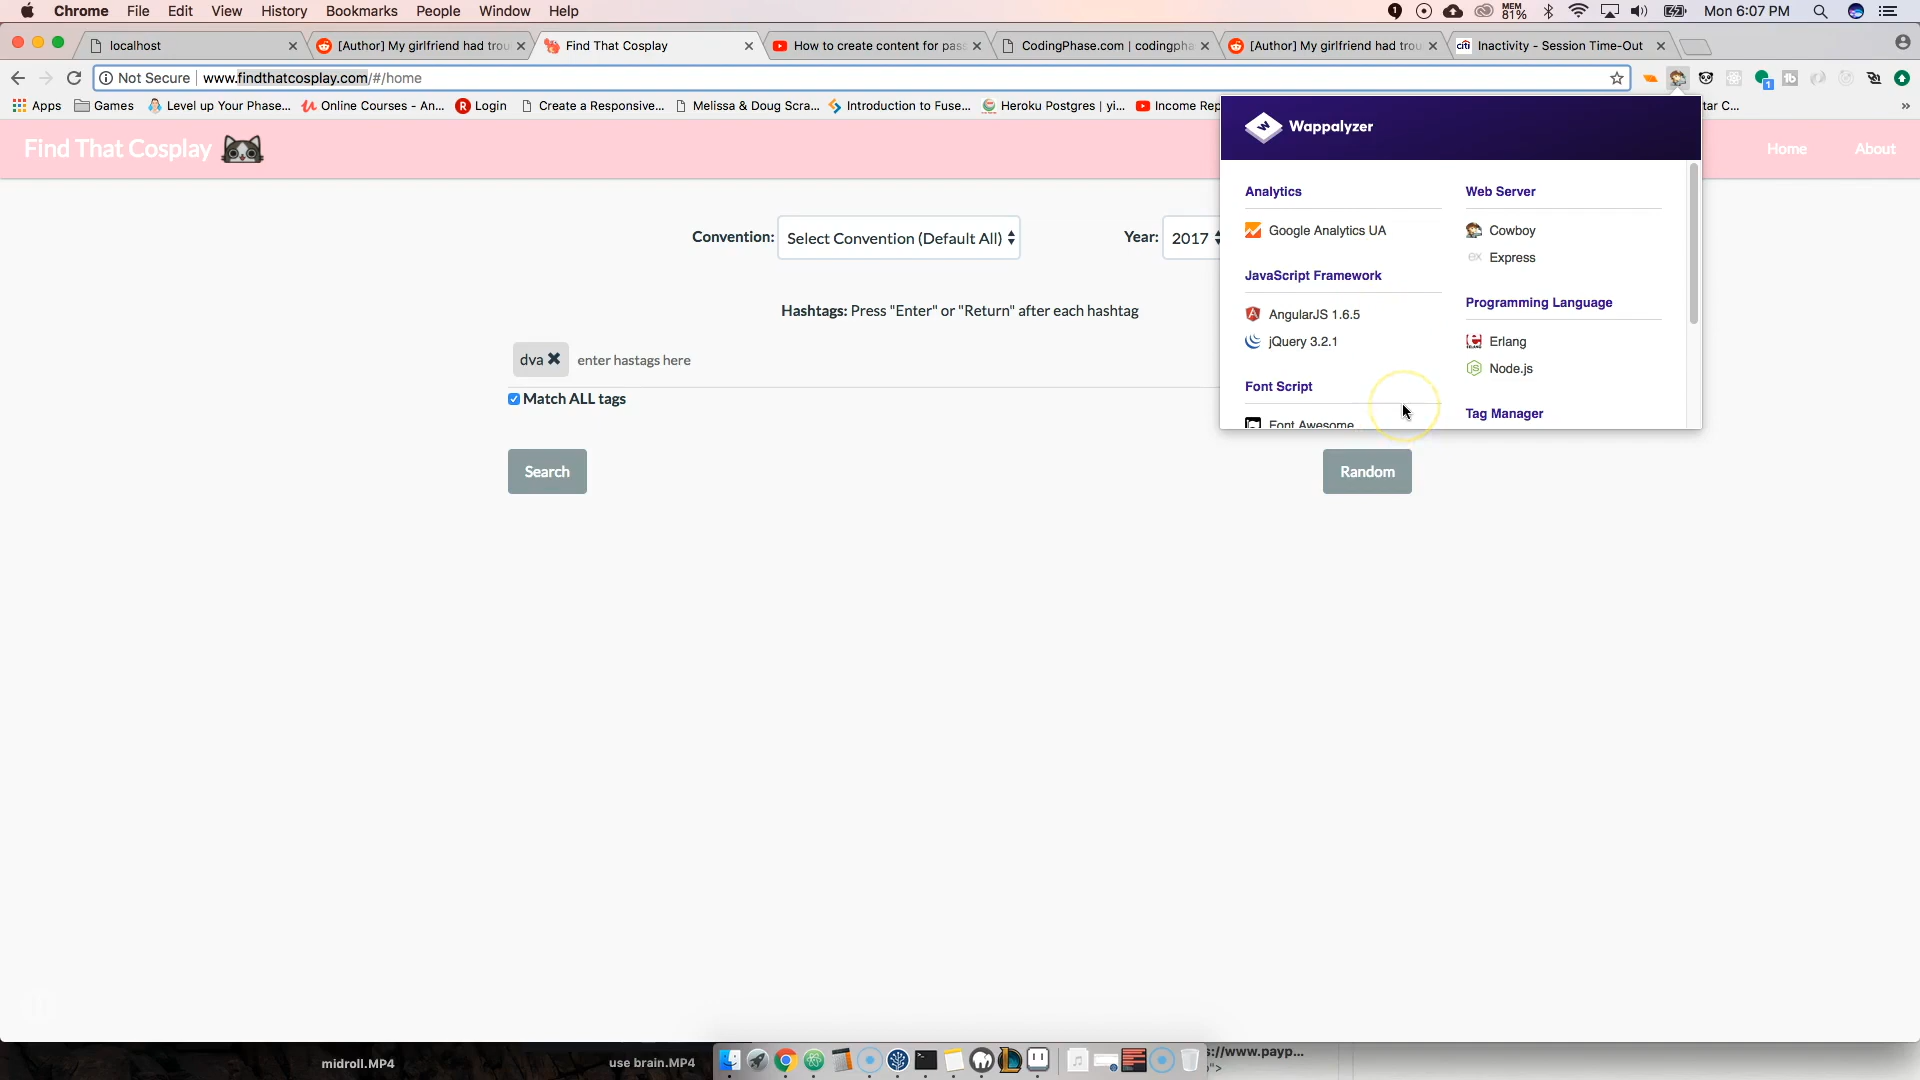 Chrome File Edit View History Bookmarks People Window Help
1 MEM 81% Mon 6:07 PM
localhost
[Author] My girlfriend had trou
Find That Cosplay
How to create content for pas
CodingPhase.com | codingpha
[Author] My girlfriend had trou
citi Inactivity - Session Time-Out
Not Secure www.findthatcosplay.com/#/home
Apps Games Level up Your Phase... Online Courses - An... Login Create a Responsive... Melissa & Doug Scra... Introduction to Fuse... Heroku Postgres | yi... Income Rep tar C... »
Find That Cosplay
Home About
Convention: Select Convention (Default All)
Year: 2017
Hashtags: Press "Enter" or "Return" after each hashtag
dva ✖ enter hastags here
Match ALL tags
Search
Random
Wappalyzer
Analytics
Google Analytics UA
JavaScript Framework
AngularJS 1.6.5
jQuery 3.2.1
Font Script
Font Awesome
Web Server
Cowboy
Express
Programming Language
Erlang
Node.js
Tag Manager
midroll.MP4
use brain.MP4
s://www.payp...
">